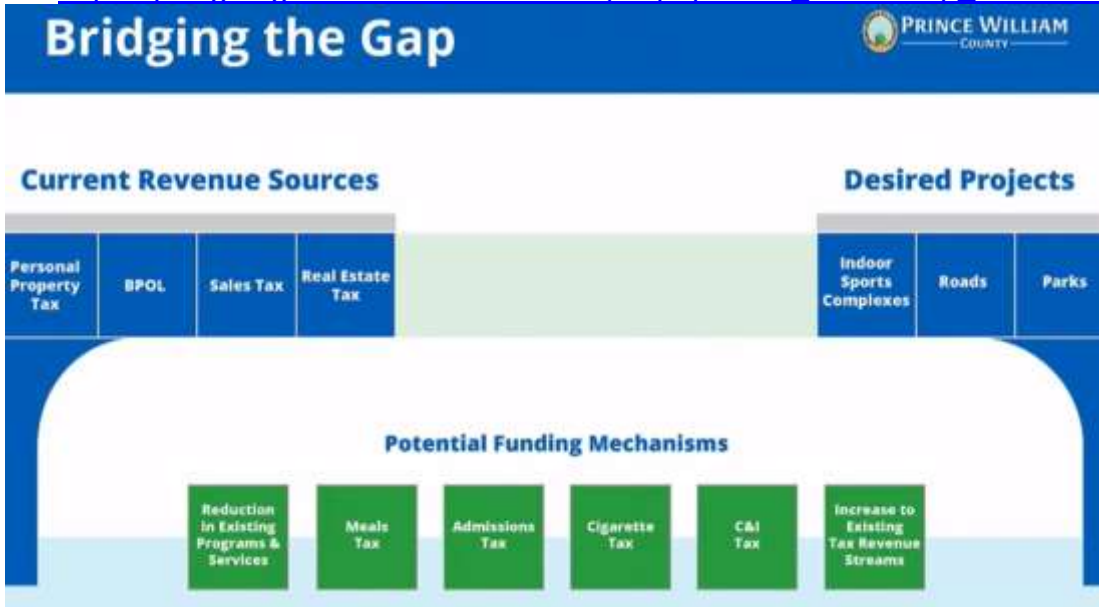 Bridging the Gap
PRINCE WILLIAM
COUNTY
Current Revenue Sources
Desired Projects
Personal
Property
Tax
BPOL
Sales Tax
Real Estate
Tax
Indoor
Sports
Complexes
Roads
Parks
Potential Funding Mechanisms
Reduction
in Existing
Programs &
Services
Meals
Tax
Admissions
Tax
Cigarette
Tax
C&I
Tax
Increase to
Existing
Tax Revenue
Streams